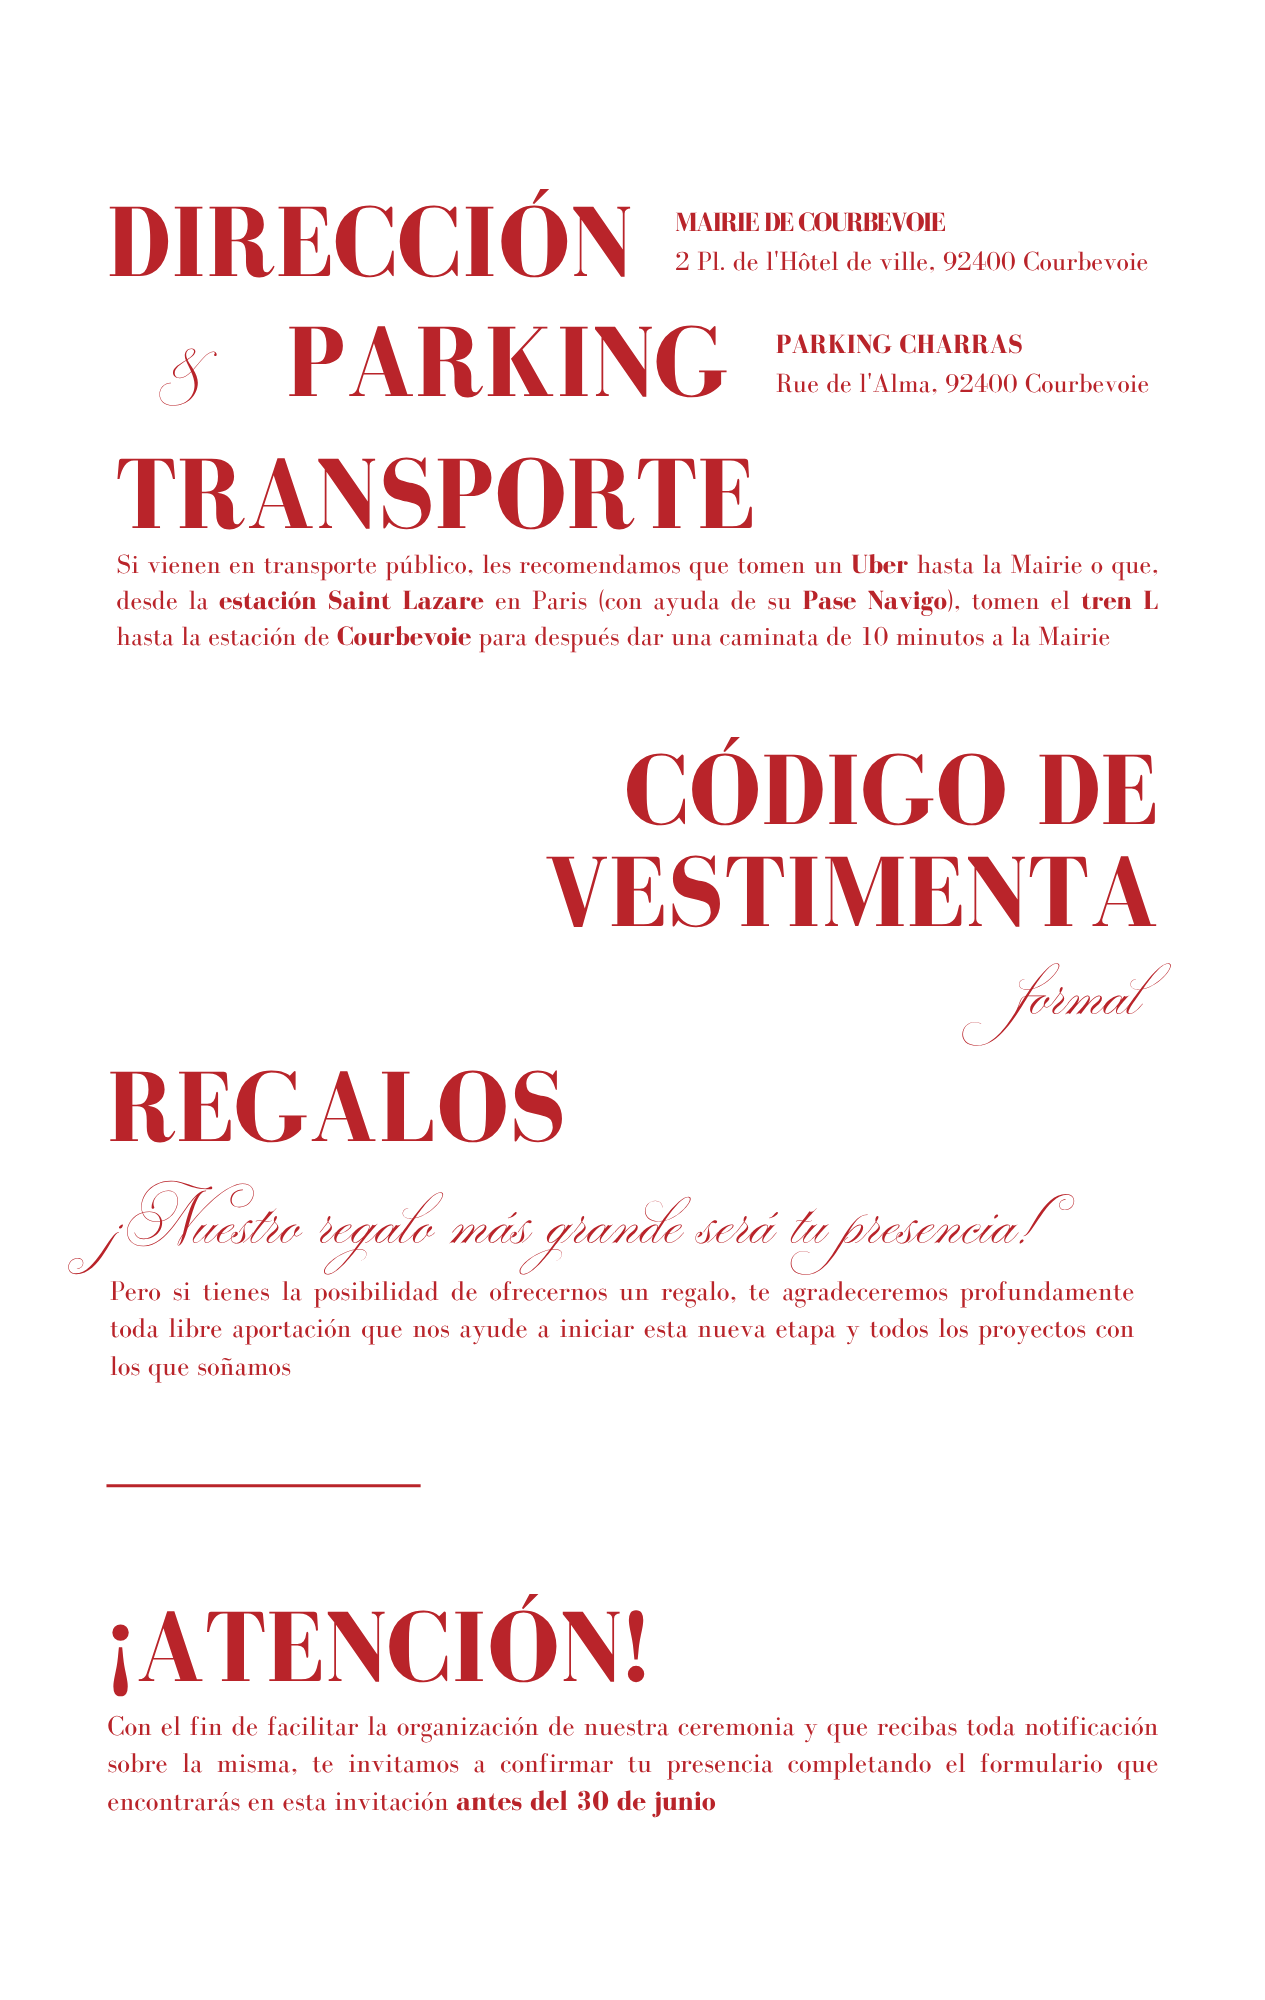 DIRECCIÓN
MAIRIE DE COURBEVOIE
2 Pl. de l'Hôtel de ville, 92400 Courbevoie
& PARKING
PARKING CHARRAS
Rue de l'Alma, 92400 Courbevoie
TRANSPORTE
Si vienen en transporte público, les recomendamos que tomen un Uber hasta la Mairie o que,
desde la estación Saint Lazare en Paris (con ayuda de su Pase Navigo), tomen el tren L
hasta la estación de Courbevoie para después dar una caminata de 10 minutos a la Mairie
CÓDIGO DE
VESTIMENTA
formal
REGALOS
¡Nuestro regalo más grande será tu presencia!
Pero si tienes la posibilidad de ofrecernos un regalo, te agradeceremos profundamente
toda libre aportación que nos ayude a iniciar esta nueva etapa y todos los proyectos con
los que soñamos
¡ATENCIÓN!
Con el fin de facilitar la organización de nuestra ceremonia y que recibas toda notificación
sobre la misma, te invitamos a confirmar tu presencia completando el formulario que
encontrarás en esta invitación antes del 30 de junio